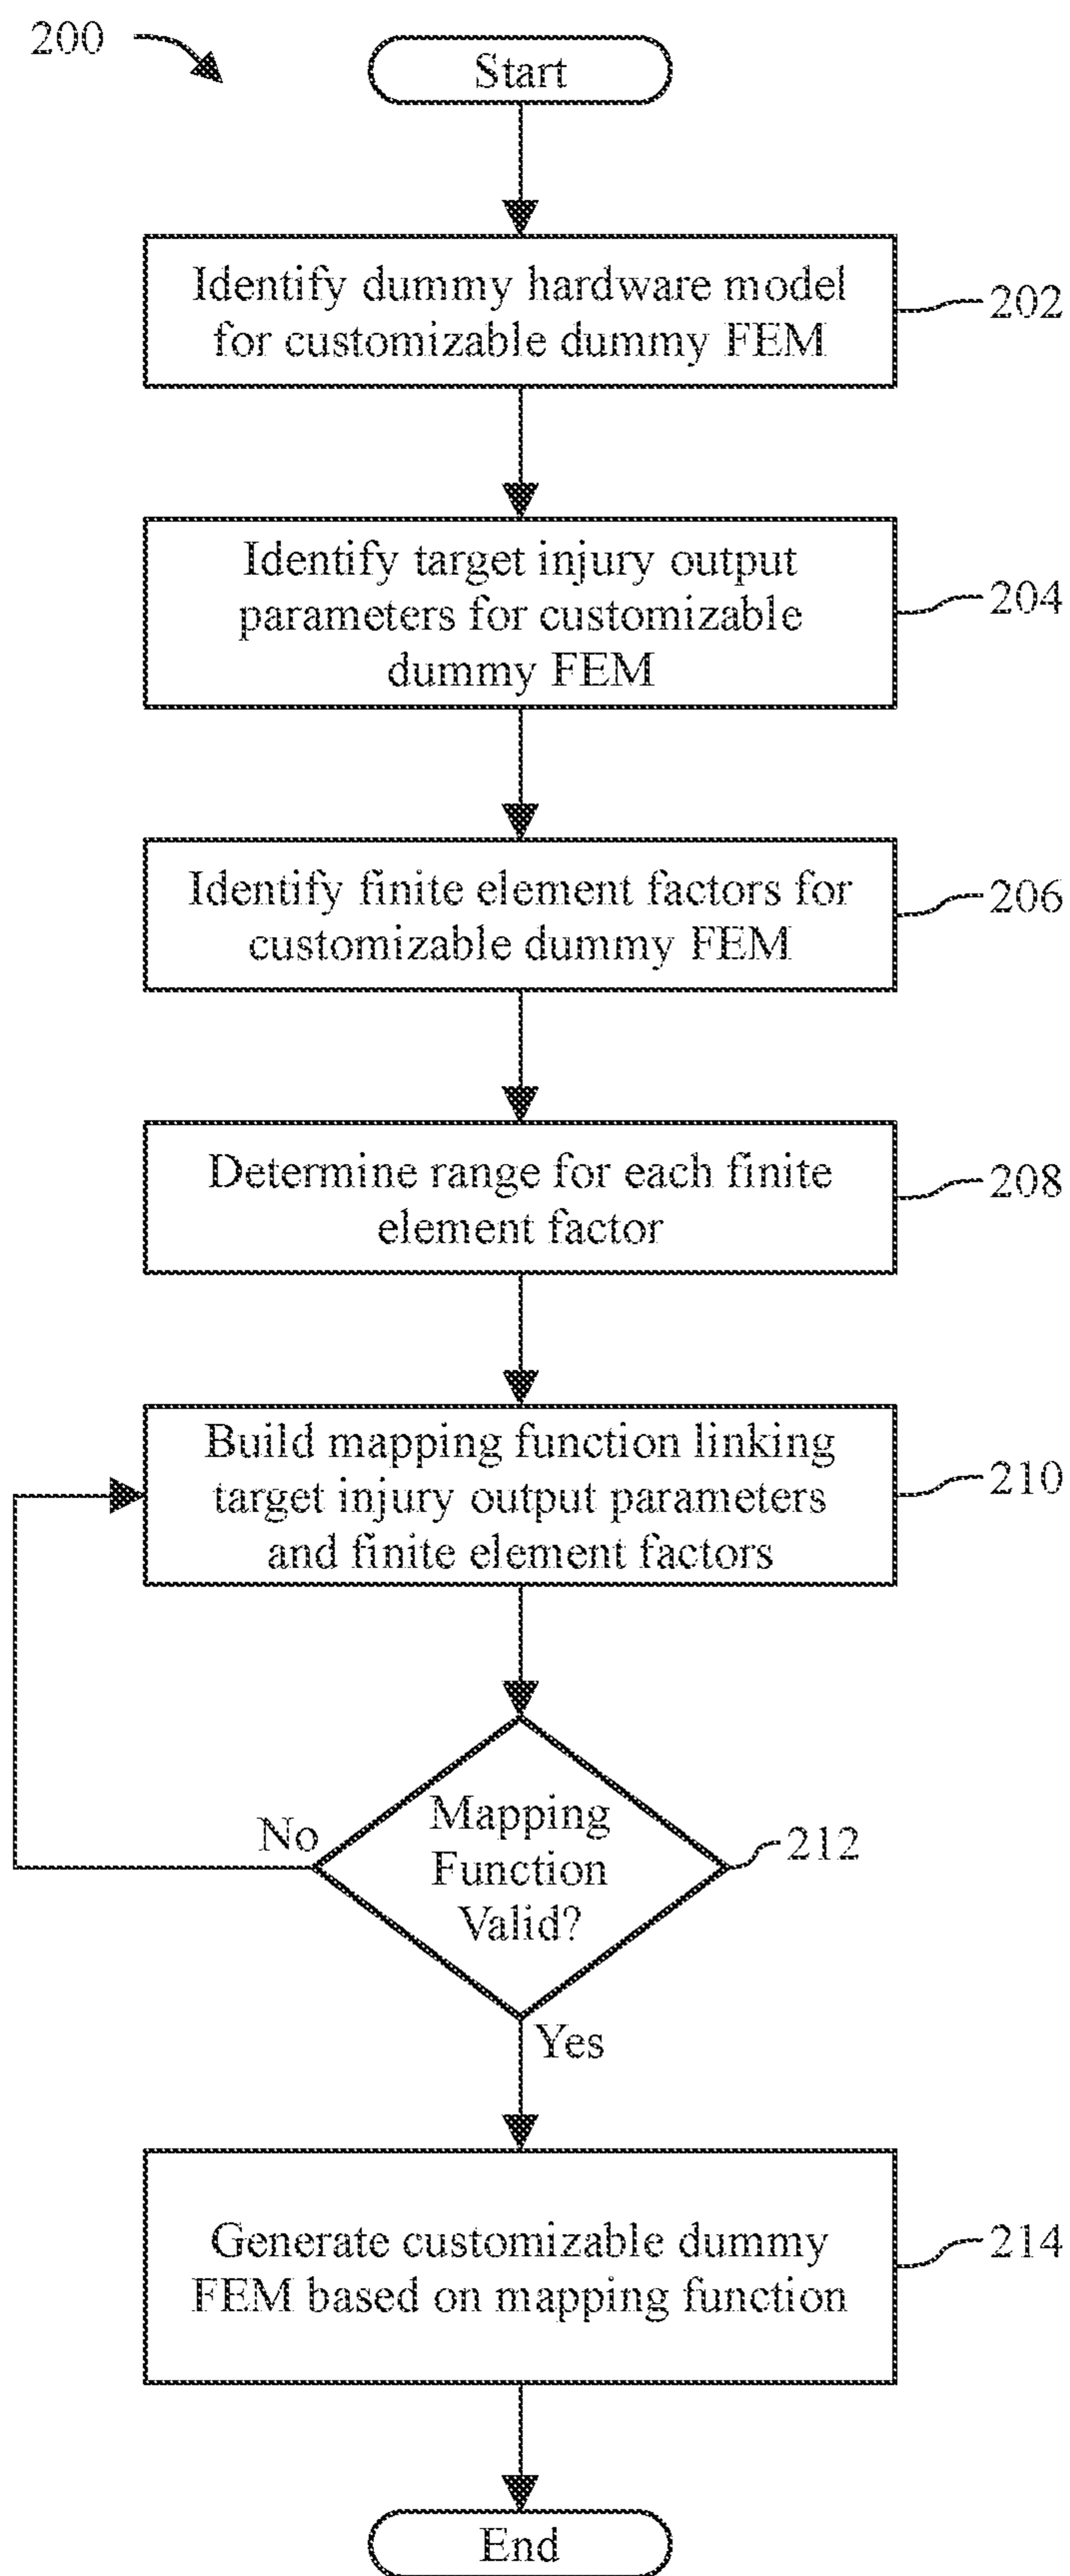 200
Start
Identify dummy hardware model
for customizable dummy FEM
202
Identify target injury output
parameters for customizable
dummy FEM
204
Identify finite element factors for
customizable dummy FEM
206
Determine range for each finite
element factor
208
Build mapping function linking
target injury output parameters
and finite element factors
210
No
Mapping
Function
Valid?
212
Yes
Generate customizable dummy
FEM based on mapping function
214
End